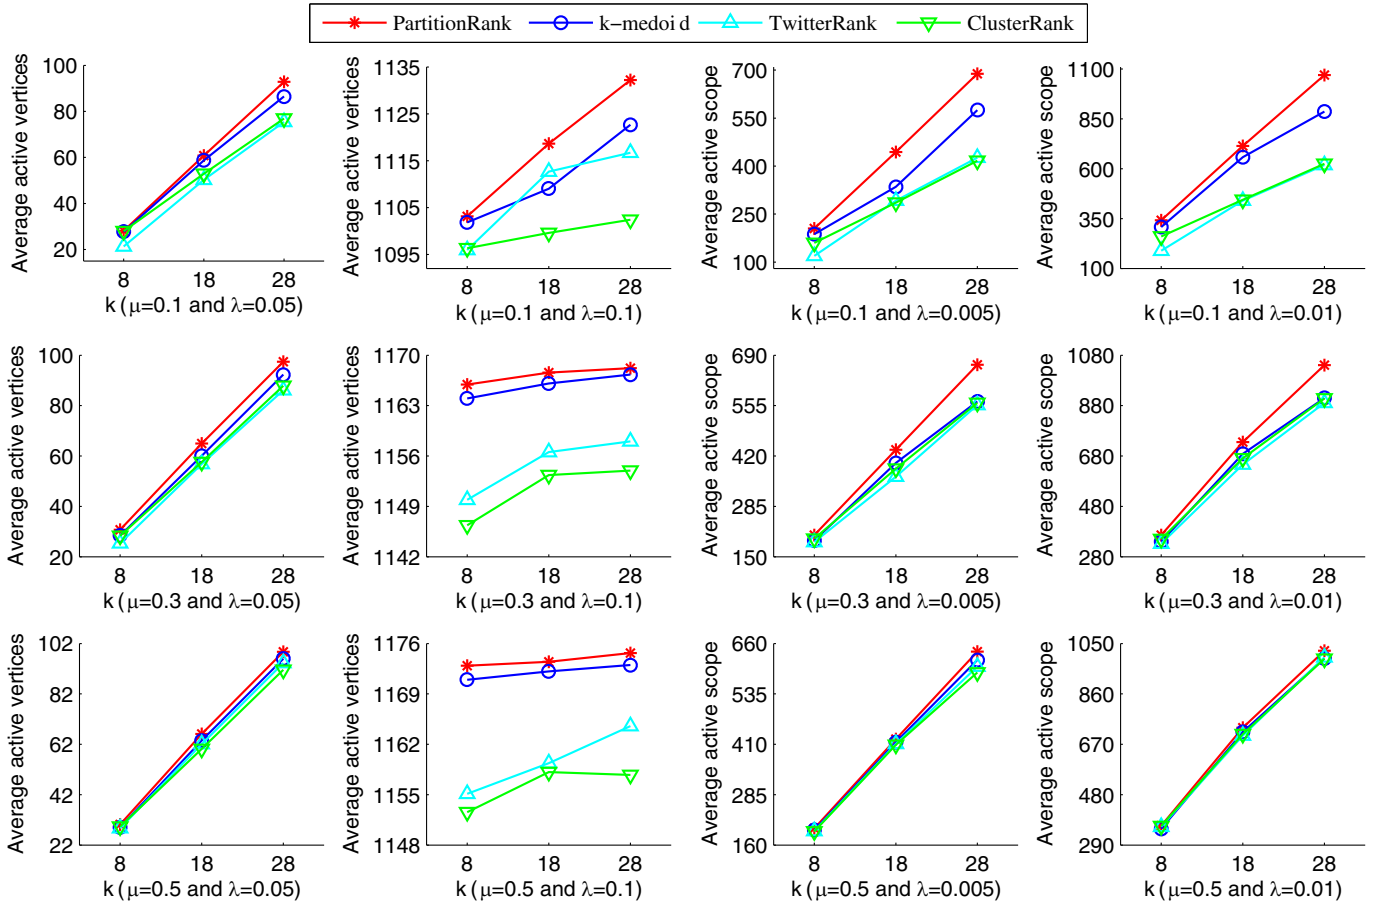 PartitionRank k-medoi d TwitterRank ClusterRank
Average active vertices
100
80
60
40
20
8 18 28
k (μ=0.1 and λ=0.05)
Average active vertices
1135
1125
1115
1105
1095
8 18 28
k (μ=0.1 and λ=0.1)
Average active scope
700
550
400
250
100
8 18 28
k (μ=0.1 and λ=0.005)
Average active scope
1100
850
600
350
100
8 18 28
k (μ=0.1 and λ=0.01)
Average active vertices
100
80
60
40
20
8 18 28
k (μ=0.3 and λ=0.05)
Average active vertices
1170
1163
1156
1149
1142
8 18 28
k (μ=0.3 and λ=0.1)
Average active scope
690
555
420
285
150
8 18 28
k (μ=0.3 and λ=0.005)
Average active scope
1080
880
680
480
280
8 18 28
k (μ=0.3 and λ=0.01)
Average active vertices
102
82
62
42
22
8 18 28
k (μ=0.5 and λ=0.05)
Average active vertices
1176
1169
1162
1155
1148
8 18 28
k (μ=0.5 and λ=0.1)
Average active scope
660
535
410
285
160
8 18 28
k (μ=0.5 and λ=0.005)
Average active scope
1050
860
670
480
290
8 18 28
k (μ=0.5 and λ=0.01)